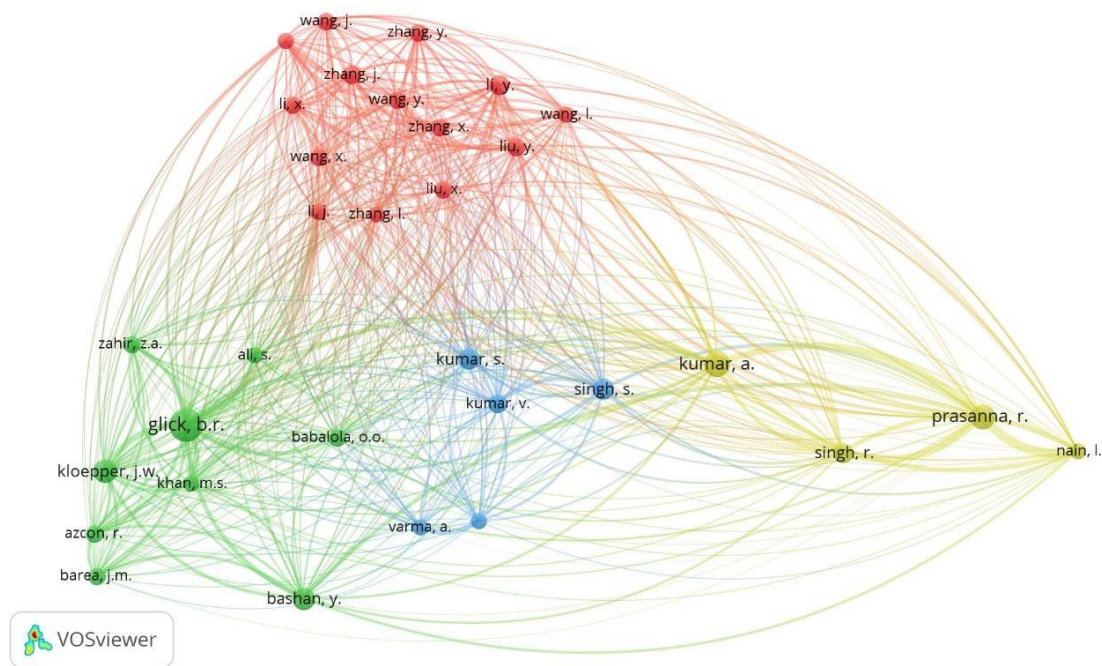 wang, j.
zhang, y.
zhang, j.
li, y.
li, x.
wang, y.
wang, l.
zhang, x.
liu, y.
wang, x.
liu, x.
li, j.
zhang, l.
zahir, z.a.
ali, s.
kumar, s.
kumar, a.
singh, s.
kumar, v.
glick, b.r.
prasanna, r.
babalola, o.o.
singh, r.
nain, l.
kloepper, j.w.
khan, m.s.
varma, a.
azcon, r.
barea, j.m.
bashan, y.
VOSviewer